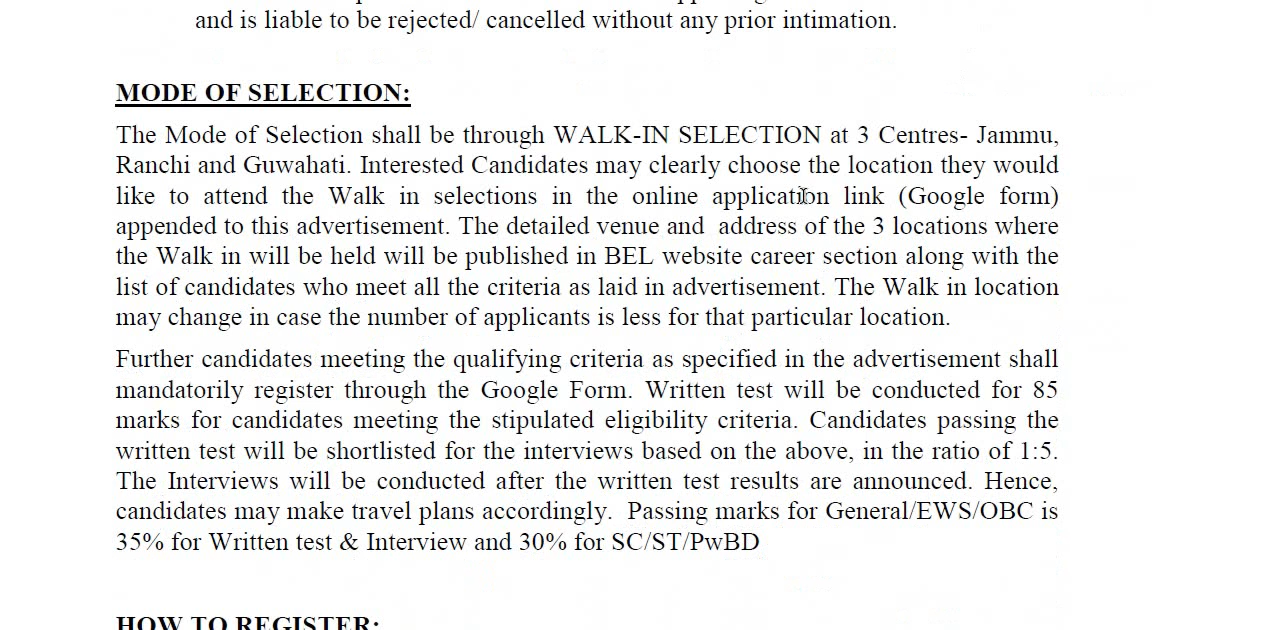 and is liable to be rejected/ cancelled without any prior intimation.
MODE OF SELECTION:
The Mode of Selection shall be through WALK-IN SELECTION at 3 Centres- Jammu,
Ranchi and Guwahati. Interested Candidates may clearly choose the location they would
like to attend the Walk in selections in the online application link (Google form)
appended to this advertisement. The detailed venue and  address of the 3 locations where
the Walk in will be held will be published in BEL website career section along with the
list of candidates who meet all the criteria as laid in advertisement. The Walk in location
may change in case the number of applicants is less for that particular location.
Further candidates meeting the qualifying criteria as specified in the advertisement shall
mandatorily register through the Google Form. Written test will be conducted for 85
marks for candidates meeting the stipulated eligibility criteria. Candidates passing the
written test will be shortlisted for the interviews based on the above, in the ratio of 1:5.
The Interviews will be conducted after the written test results are announced. Hence,
candidates may make travel plans accordingly.  Passing marks for General/EWS/OBC is
35% for Written test & Interview and 30% for SC/ST/PwBD
HOW TO REGISTER: